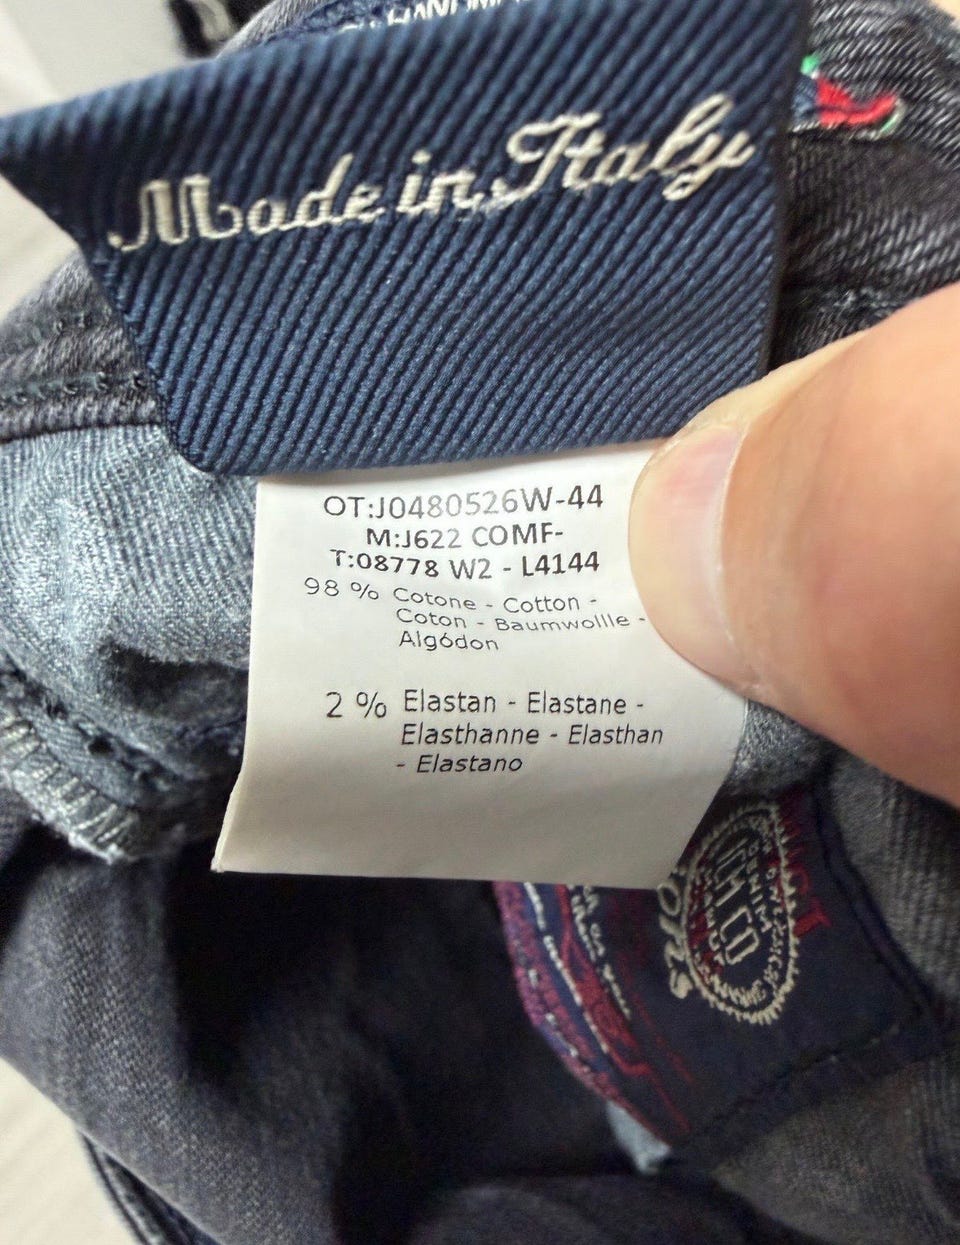 Made in Italy
OT:J0480526W-44
M:J622 COMF-
T:08778 W2 - L4144
98 % Cotone - Cotton -
Coton - Baumwollle -
Algódon
2 % Elastan - Elastane -
Elasthanne - Elasthan
- Elastano